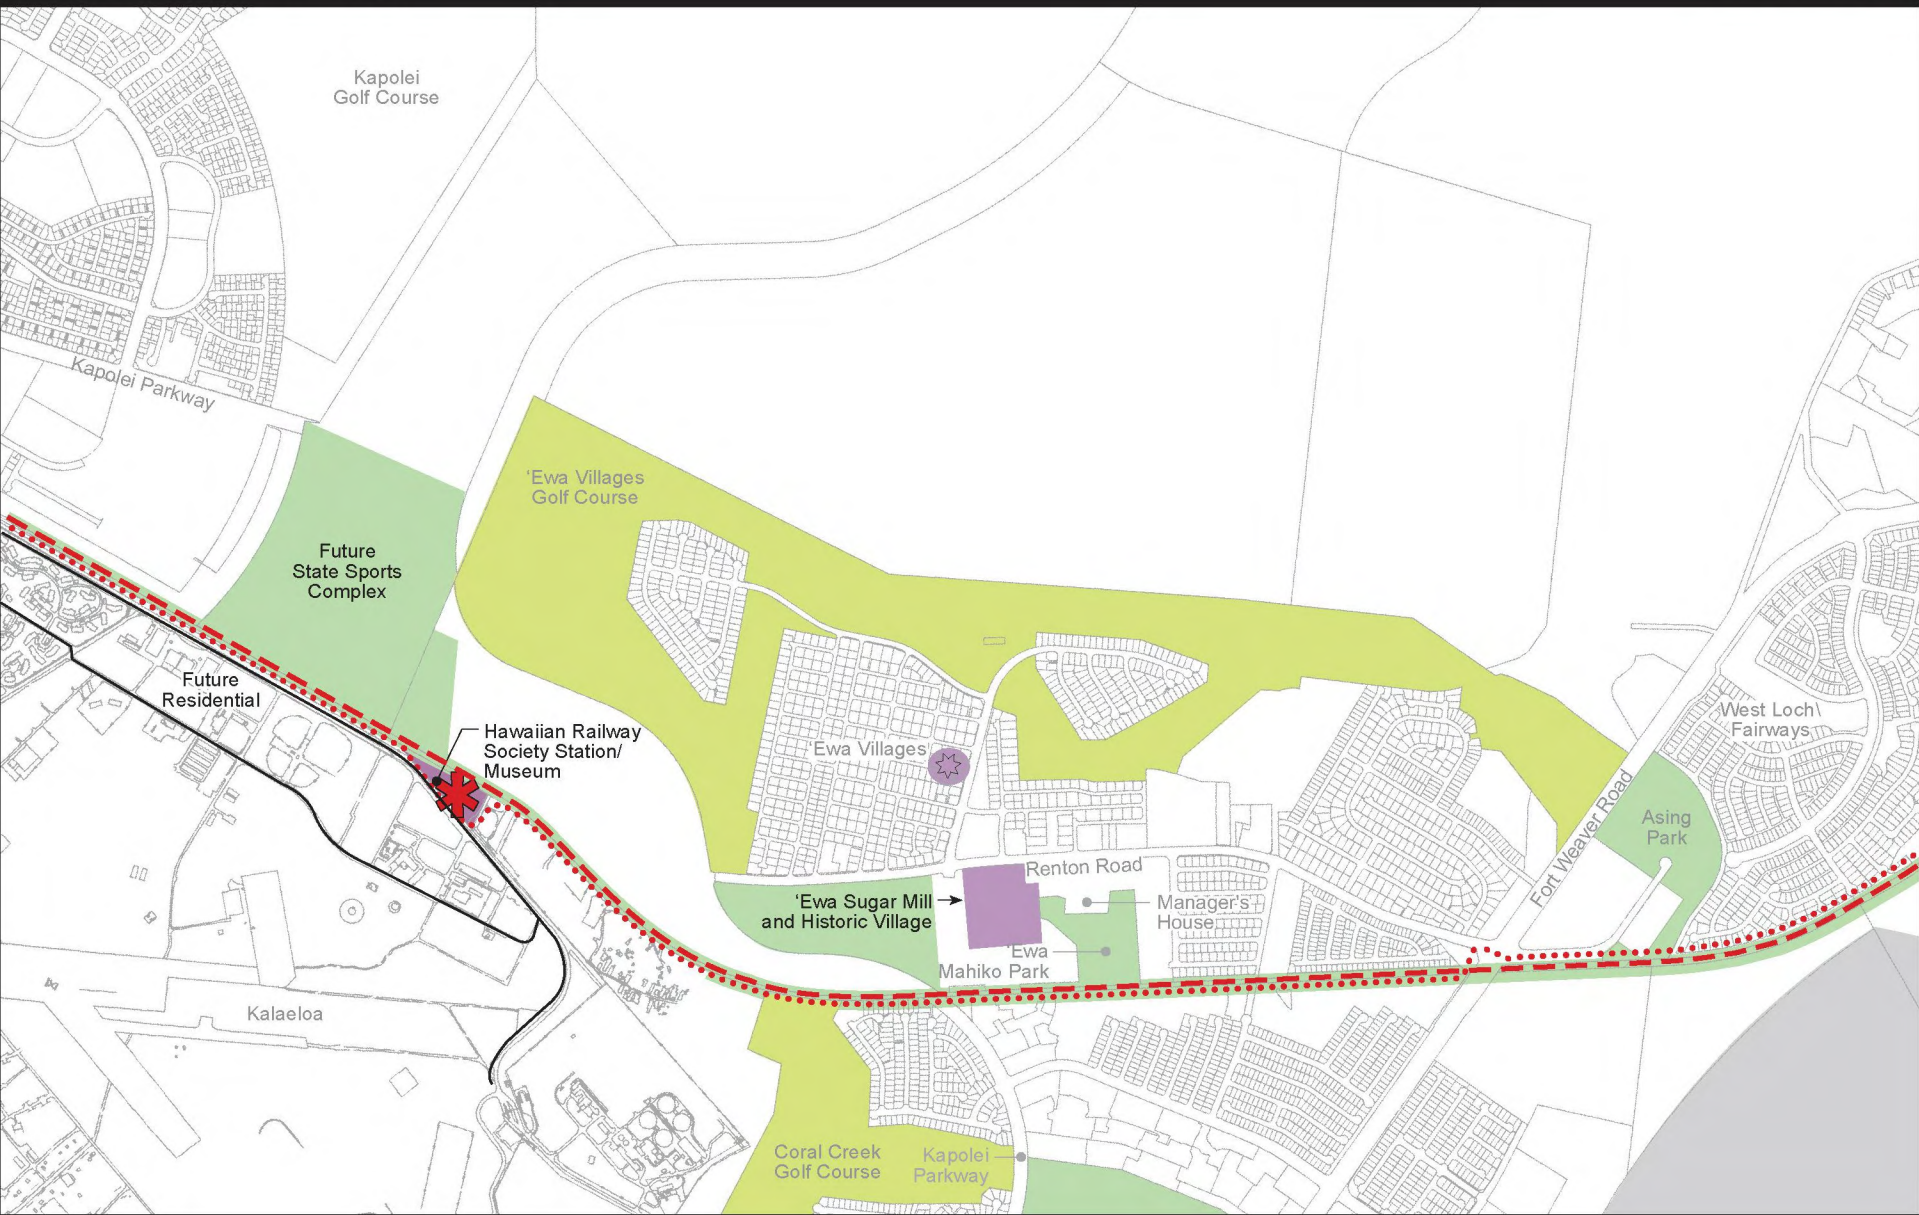 Kapolei
Golf Course
Kapolei Parkway
‘Ewa Villages
Golf Course
Future
State Sports
Complex
Future
Residential
Hawaiian Railway
Society Station/
Museum
‘Ewa Villages
West Loch\
Fairways
Fort Weaver Road
Asing
Park
Renton Road
‘Ewa Sugar Mill
and Historic Village
Manager's
House
‘Ewa
Mahiko Park
Kalaeloa
Coral Creek
Golf Course
Kapolei
Parkway